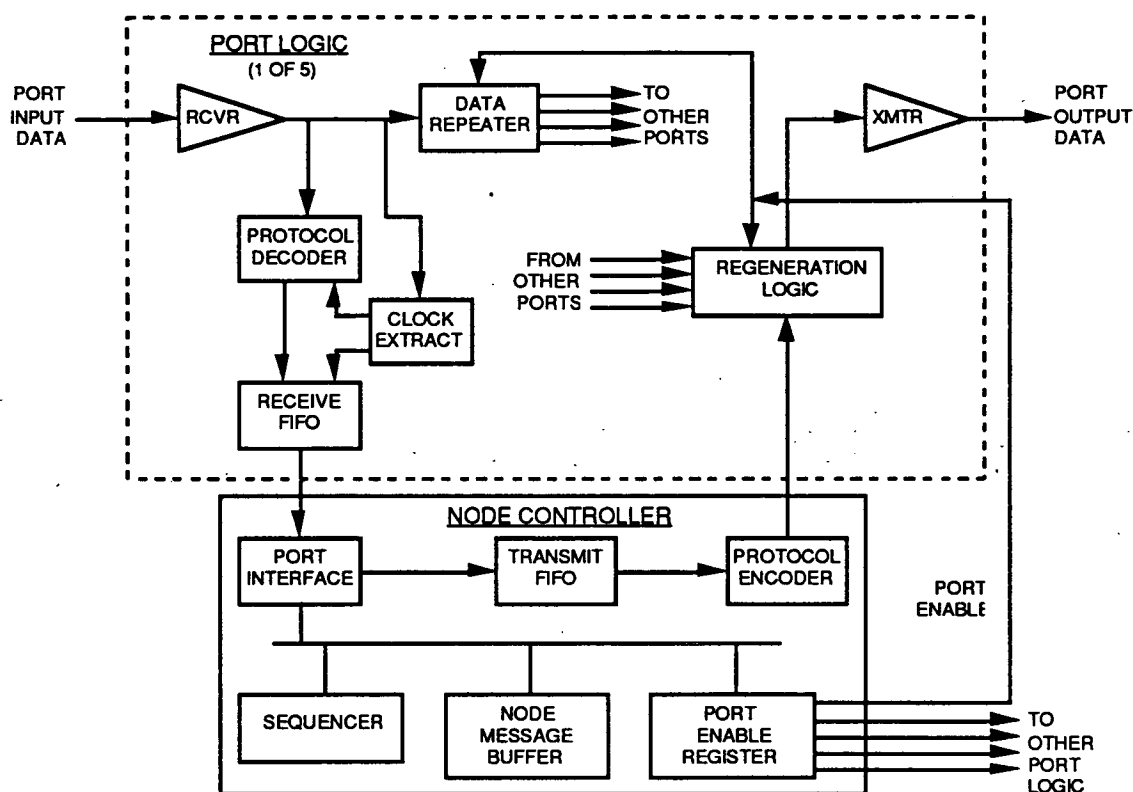 PORT LOGIC
(1 OF 5)
PORT
INPUT
DATA
RCVR
DATA
REPEATER
TO
OTHER
PORTS
XMTR
PORT
OUTPUT
DATA
PROTOCOL
DECODER
FROM
OTHER
PORTS
REGENERATION
LOGIC
CLOCK
EXTRACT
RECEIVE
FIFO
NODE CONTROLLER
PORT
INTERFACE
TRANSMIT
FIFO
PROTOCOL
ENCODER
PORT
ENABLE
SEQUENCER
NODE
MESSAGE
BUFFER
PORT
ENABLE
REGISTER
TO
OTHER
PORT
LOGIC